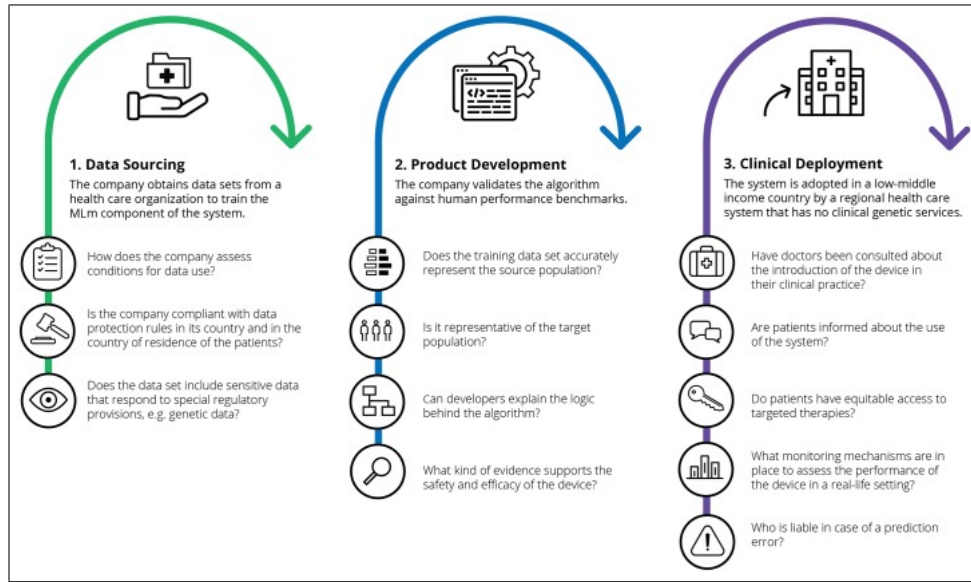 1. Data Sourcing
The company obtains data sets from a
health care organization to train the
MLm component of the system.
How does the company assess
conditions for data use?
Is the company compliant with data
protection rules in its country and in the
country of residence of the patients?
Does the data set include sensitive data
that respond to special regulatory
provisions, e.g. genetic data?
</>
2. Product Development
The company validates the algorithm
against human performance benchmarks.
Does the training data set accurately
represent the source population?
Is it representative of the target
population?
Can developers explain the logic
behind the algorithm?
What kind of evidence supports the
safety and efficacy of the device?
3. Clinical Deployment
The system is adopted in a low-middle
income country by a regional health care
system that has no clinical genetic services.
Have doctors been consulted about
the introduction of the device in
their clinical practice?
Are patients informed about the use
of the system?
Do patients have equitable access to
targeted therapies?
What monitoring mechanisms are in
place to assess the performance of
the device in a real-life setting?
Who is liable in case of a prediction
error?